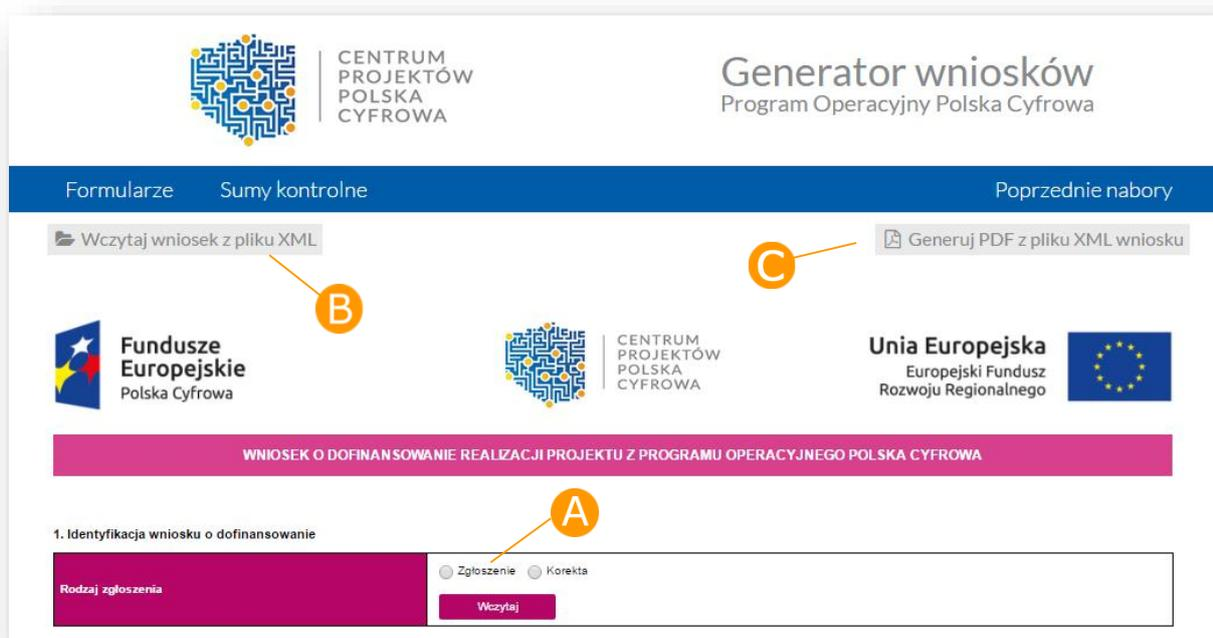 CENTRUM
PROJEKTÓW
POLSKA
CYFROWA
Generator wniosków
Program Operacyjny Polska Cyfrowa
Formularze Sumy kontrolne Poprzednie nabory
Wczytaj wniosek z pliku XML
Generuj PDF z pliku XML wniosku
C
B
Fundusze
Europejskie
Polska Cyfrowa
CENTRUM
PROJEKTÓW
POLSKA
CYFROWA
Unia Europejska
Europejski Fundusz
Rozwoju Regionalnego
WNIOSEK O DOFINANSOWANIE REALIZACJI PROJEKTU Z PROGRAMU OPERACYJNEGO POLSKA CYFROWA
A
1. Identyfikacja wniosku o dofinansowanie
Rodzaj zgłoszenia
Zgłoszenie Korekta
Wczytaj